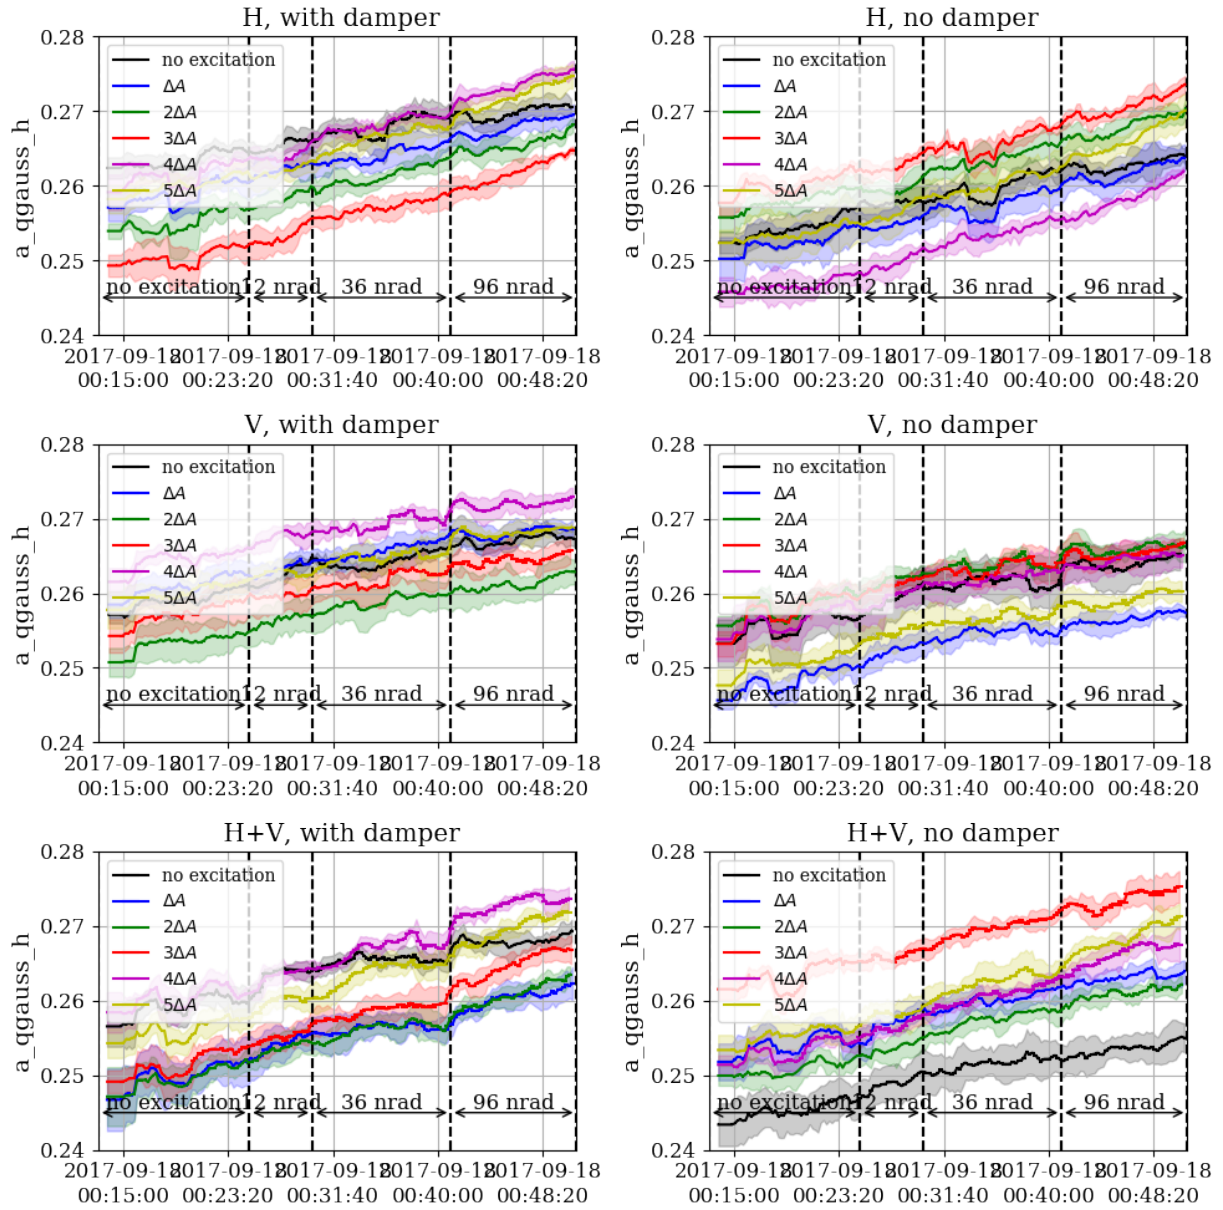 H, with damper
0.28
0.27
0.26
0.25
0.24
a_qgauss_h
no excitation
ΔA
2ΔA
3ΔA
4ΔA
5ΔA
no excitation 12 nrad 36 nrad 96 nrad
2017-09-18 2017-09-18 2017-09-18 2017-09-18 2017-09-18
00:15:00 00:23:20 00:31:40 00:40:00 00:48:20
H, no damper
0.28
0.27
0.26
0.25
0.24
a_qgauss_h
no excitation
ΔA
2ΔA
3ΔA
4ΔA
5ΔA
no excitation 12 nrad 36 nrad 96 nrad
2017-09-18 2017-09-18 2017-09-18 2017-09-18 2017-09-18
00:15:00 00:23:20 00:31:40 00:40:00 00:48:20
V, with damper
0.28
0.27
0.26
0.25
0.24
a_qgauss_h
no excitation
ΔA
2ΔA
3ΔA
4ΔA
5ΔA
no excitation 12 nrad 36 nrad 96 nrad
2017-09-18 2017-09-18 2017-09-18 2017-09-18 2017-09-18
00:15:00 00:23:20 00:31:40 00:40:00 00:48:20
V, no damper
0.28
0.27
0.26
0.25
0.24
a_qgauss_h
no excitation
ΔA
2ΔA
3ΔA
4ΔA
5ΔA
no excitation 12 nrad 36 nrad 96 nrad
2017-09-18 2017-09-18 2017-09-18 2017-09-18 2017-09-18
00:15:00 00:23:20 00:31:40 00:40:00 00:48:20
H+V, with damper
0.28
0.27
0.26
0.25
0.24
a_qgauss_h
no excitation
ΔA
2ΔA
3ΔA
4ΔA
5ΔA
no excitation 12 nrad 36 nrad 96 nrad
2017-09-18 2017-09-18 2017-09-18 2017-09-18 2017-09-18
00:15:00 00:23:20 00:31:40 00:40:00 00:48:20
H+V, no damper
0.28
0.27
0.26
0.25
0.24
a_qgauss_h
no excitation
ΔA
2ΔA
3ΔA
4ΔA
5ΔA
no excitation 12 nrad 36 nrad 96 nrad
2017-09-18 2017-09-18 2017-09-18 2017-09-18 2017-09-18
00:15:00 00:23:20 00:31:40 00:40:00 00:48:20